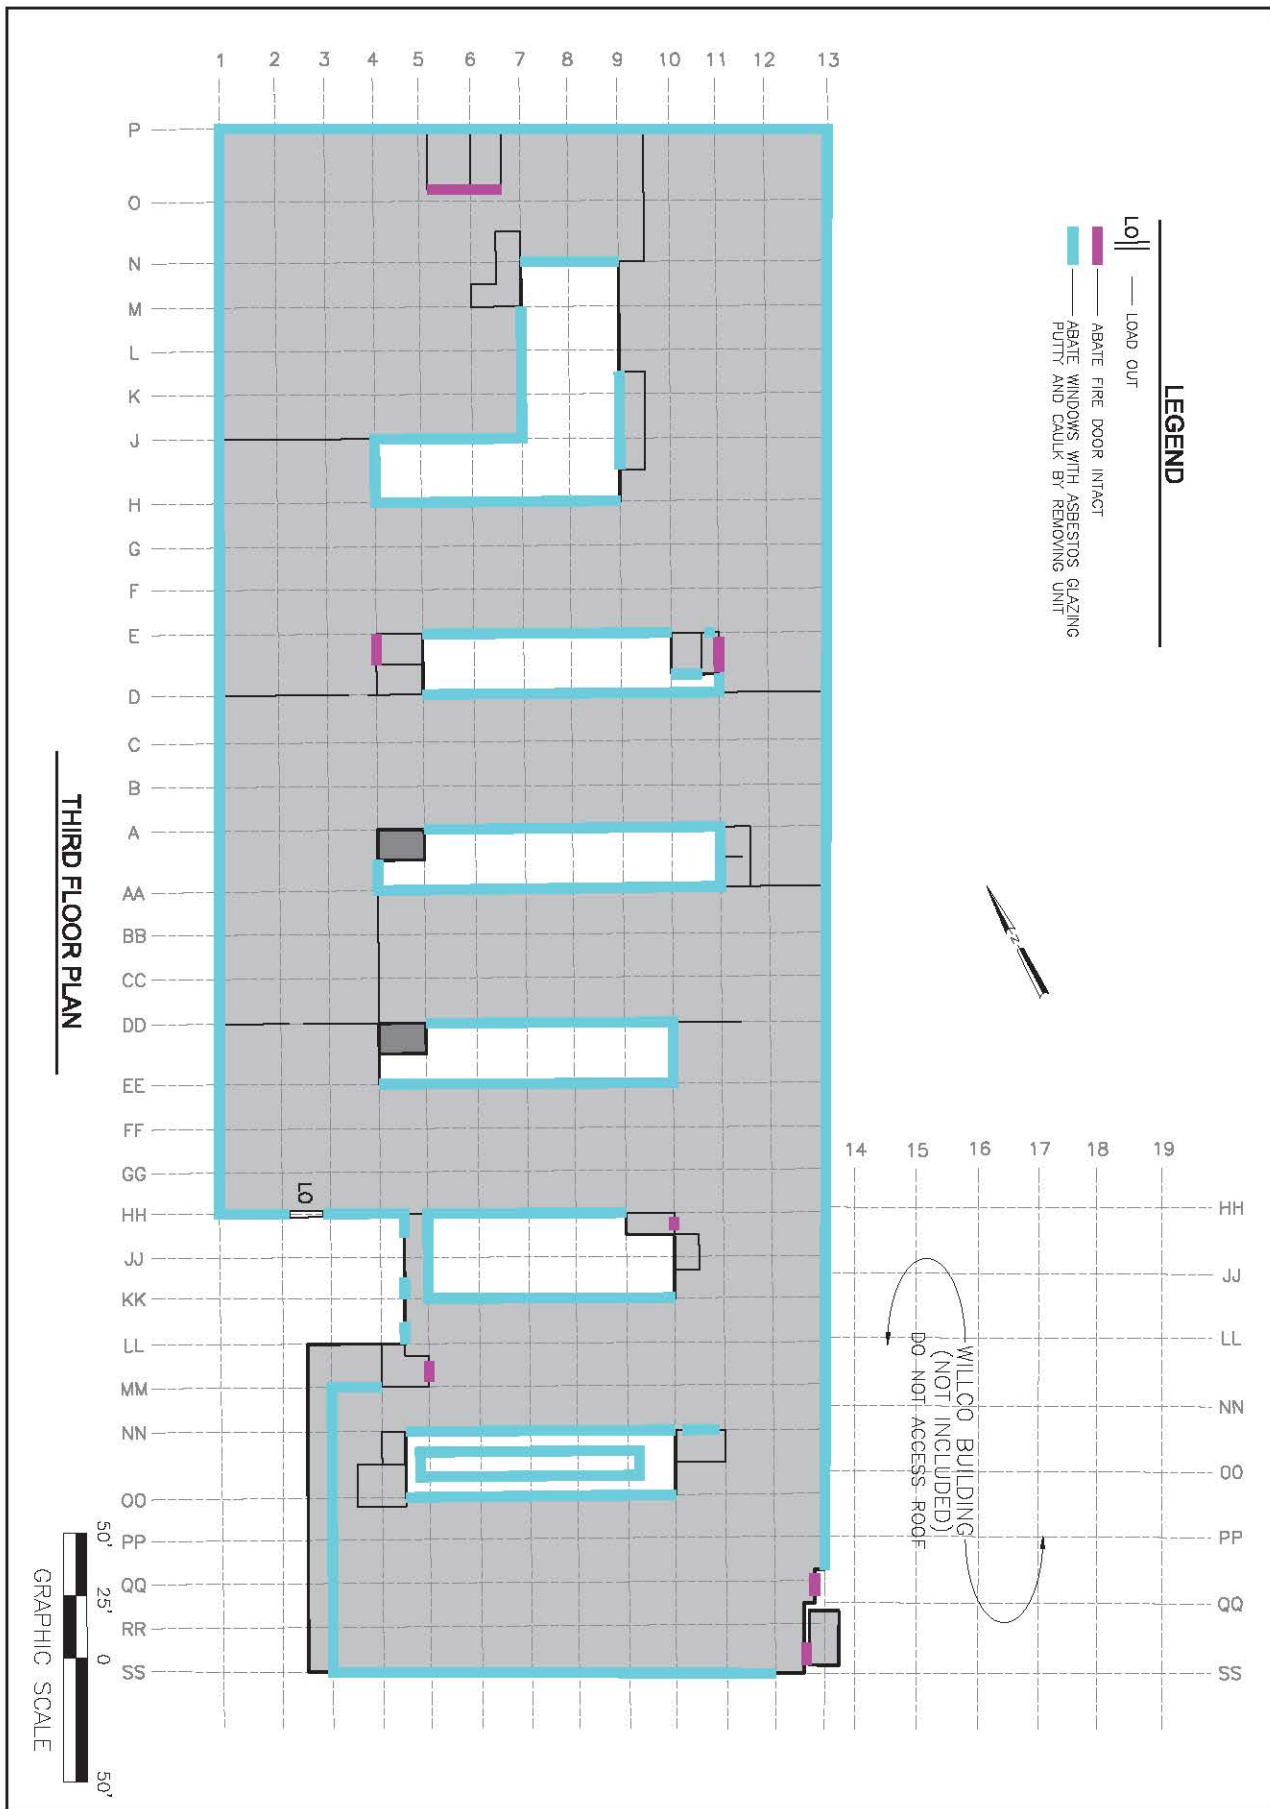 1 2 3 4 5 6 7 8 9 10 11 12 13
P
O
N
M
L
K
J
H
G
F
E
D
C
B
A
AA
BB
CC
DD
EE
FF
GG
HH
JJ
KK
LL
MM
NN
OO
PP
QQ
RR
SS
LO
14 15 16 17 18 19
HH
JJ
LL
NN
OO
PP
QQ
SS
WILLCO BUILDING
(NOT INCLUDED)
DO NOT ACCESS ROOF
LEGEND
LO
LOAD OUT
ABATE FIRE DOOR INTACT
ABATE WINDOWS WITH ASBESTOS GLAZING
PUTTY AND CAULK BY REMOVING UNIT
N
THIRD FLOOR PLAN
50' 25' 0 50'
GRAPHIC SCALE